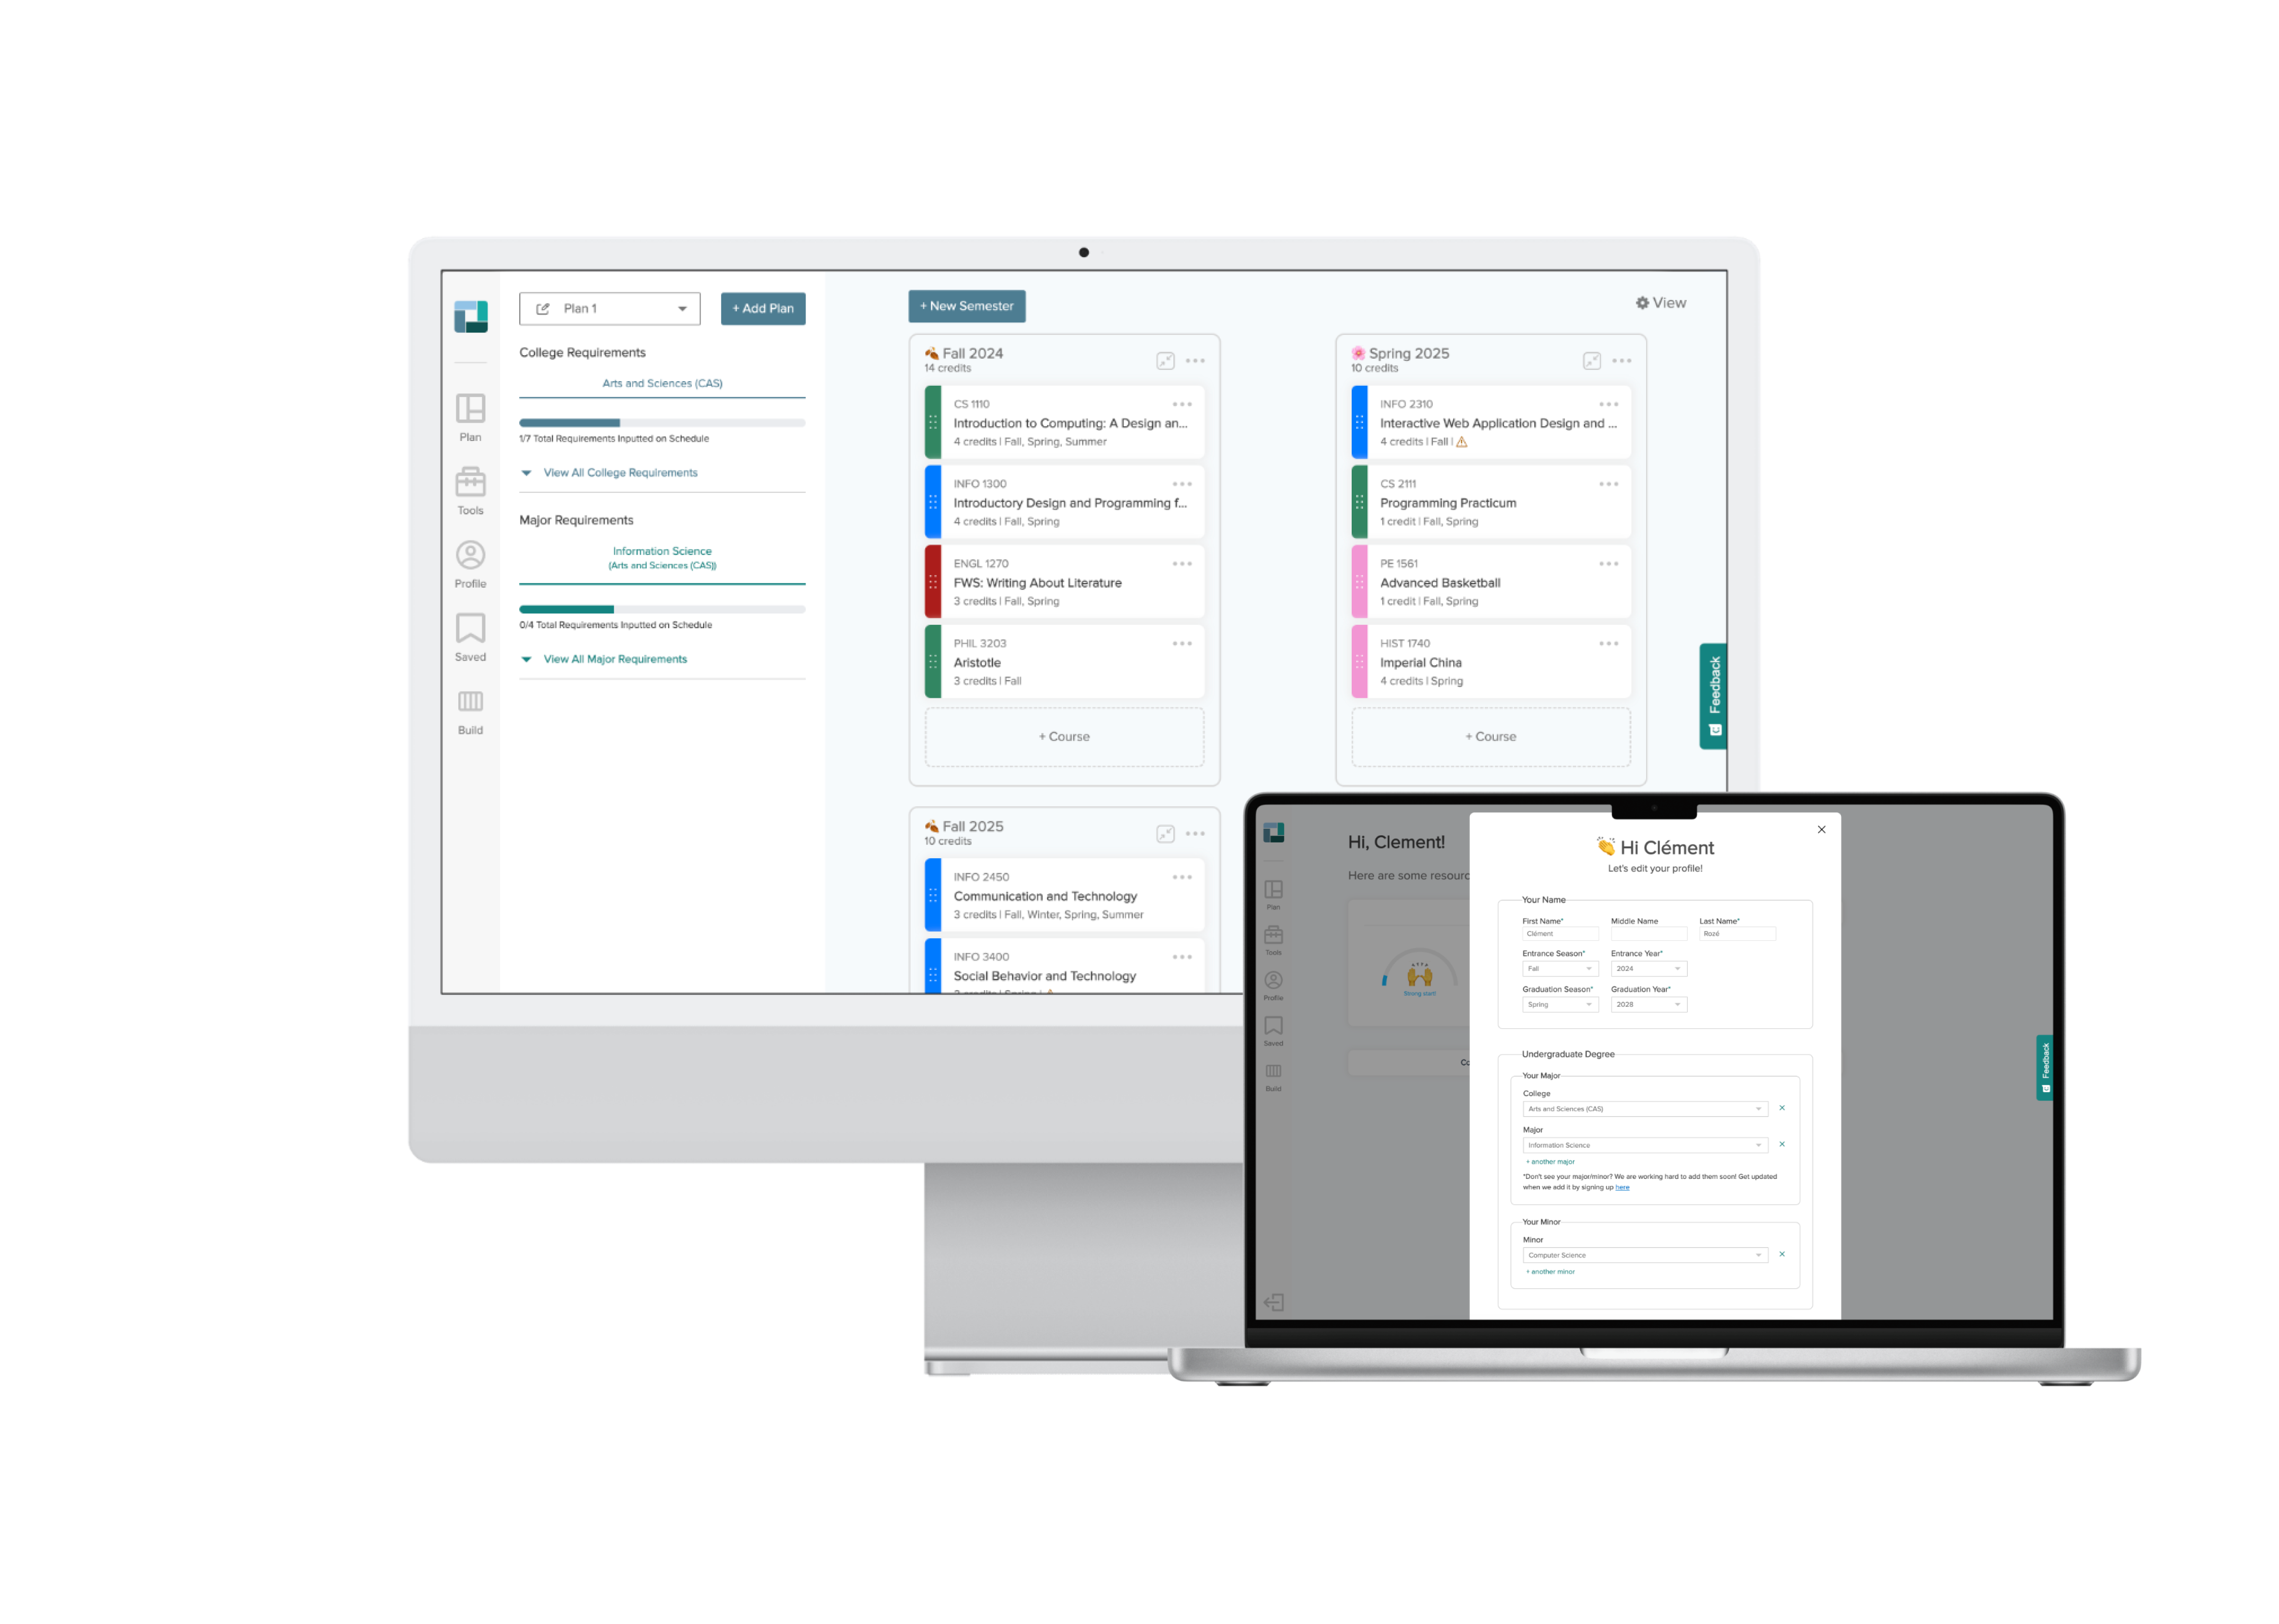 Plan 1
+ Add Plan
College Requirements
Arts and Sciences (CAS)
1/7 Total Requirements Inputted on Schedule
View All College Requirements
Major Requirements
Information Science
(Arts and Sciences (CAS))
0/4 Total Requirements Inputted on Schedule
View All Major Requirements
Plan
Tools
Profile
Saved
Build
+ New Semester
View
Fall 2024
14 credits
CS 1110
Introduction to Computing: A Design an...
4 credits | Fall, Spring, Summer
INFO 1300
Introductory Design and Programming f...
4 credits | Fall, Spring
ENGL 1270
FWS: Writing About Literature
3 credits | Fall, Spring
PHIL 3203
Aristotle
3 credits | Fall
+ Course
Spring 2025
10 credits
INFO 2310
Interactive Web Application Design and ...
4 credits | Fall |
CS 2111
Programming Practicum
1 credit | Fall, Spring
PE 1561
Advanced Basketball
1 credit | Fall, Spring
HIST 1740
Imperial China
4 credits | Spring
+ Course
Feedback
Fall 2025
10 credits
INFO 2450
Communication and Technology
3 credits | Fall, Winter, Spring, Summer
INFO 3400
Social Behavior and Technology
Plan
Tools
Profile
Saved
Build
Hi, Clement!
Here are some resourc
Strong start!
Co
Hi Clément
Let's edit your profile!
Your Name
First Name* Middle Name Last Name*
Clément Rozé
Entrance Season* Entrance Year*
Fall 2024
Graduation Season* Graduation Year*
Spring 2028
Undergraduate Degree
Your Major
College
Arts and Sciences (CAS)
Major
Information Science
+ another major
*Don't see your major/minor? We are working hard to add them soon! Get updated
when we add it by signing up here
Your Minor
Minor
Computer Science
+ another minor
Feedback